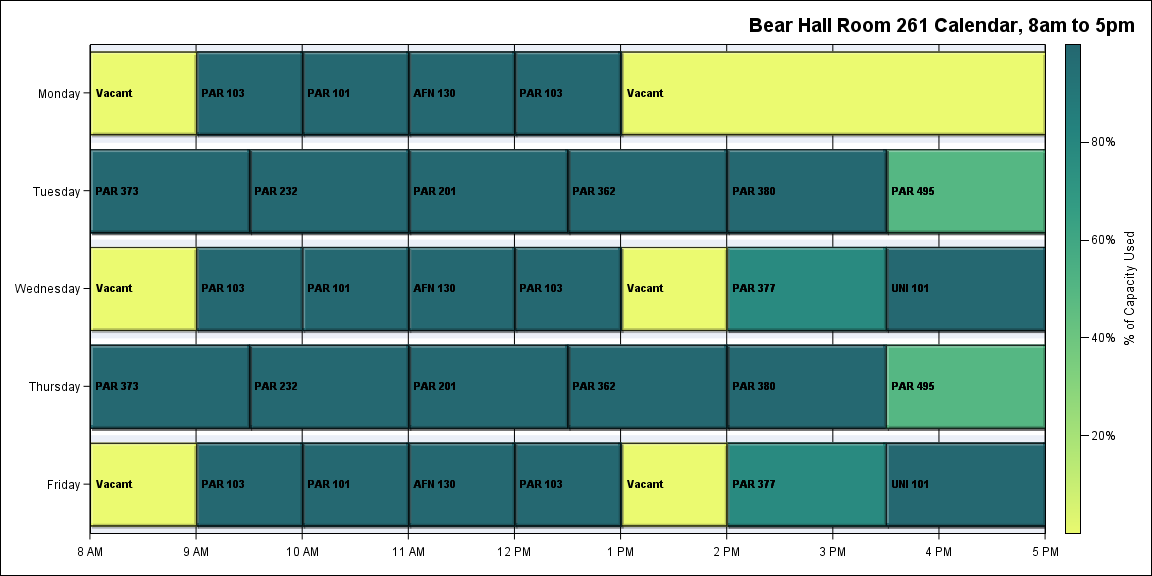 Bear Hall Room 261 Calendar, 8am to 5pm
Monday
Vacant
PAR 103
PAR 101
AFN 130
PAR 103
Vacant
Tuesday
PAR 373
PAR 232
PAR 201
PAR 362
PAR 380
PAR 495
Wednesday
Vacant
PAR 103
PAR 101
AFN 130
PAR 103
Vacant
PAR 377
UNI 101
Thursday
PAR 373
PAR 232
PAR 201
PAR 362
PAR 380
PAR 495
Friday
Vacant
PAR 103
PAR 101
AFN 130
PAR 103
Vacant
PAR 377
UNI 101
8 AM
9 AM
10 AM
11 AM
12 PM
1 PM
2 PM
3 PM
4 PM
5 PM
80%
60%
40%
20%
% of Capacity Used